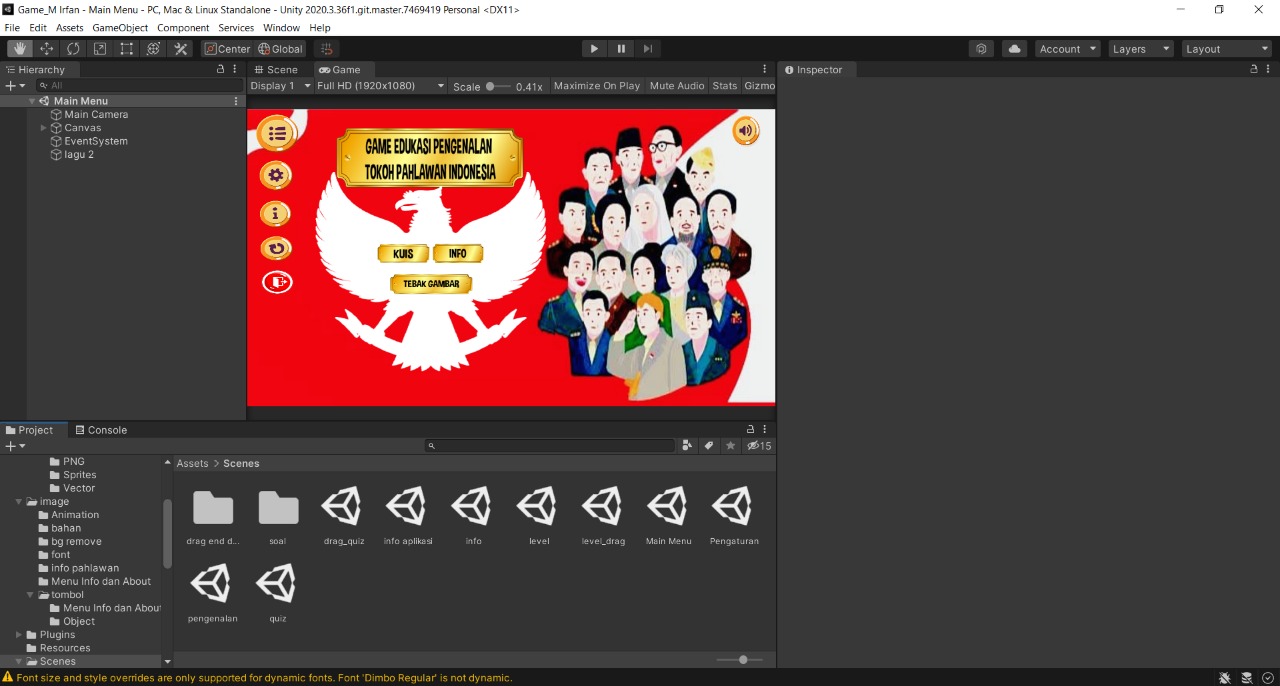 Game_M Irfan - Main Menu - PC, Mac & Linux Standalone - Unity 2020.3.36f1.git.master.7469419 Personal <DX11>
File Edit Assets GameObject Component Services Window Help
Center Global Account Layers Layout
Hierarchy
All
Main Menu
Main Camera
Canvas
EventSystem
lagu 2
Scene Game
Display 1 Full HD (1920x1080) Scale 0.41x Maximize On Play Mute Audio Stats Gizmo
GAME EDUKASI PENGENALAN
TOKOH PAHLAWAN INDONESIA
KUIS INFO
TEBAK GAMBAR
Inspector
Project Console
15
PNG
Sprites
Vector
image
Animation
bahan
bg remove
font
info pahlawan
Menu Info dan About
tombol
Menu Info dan Abou
Object
Plugins
Resources
Scenes
Assets > Scenes
drag end d... soal drag_quiz info aplikasi info level level_drag Main Menu Pengaturan
pengenalan quiz
Font size and style overrides are only supported for dynamic fonts. Font 'Dimbo Regular' is not dynamic.